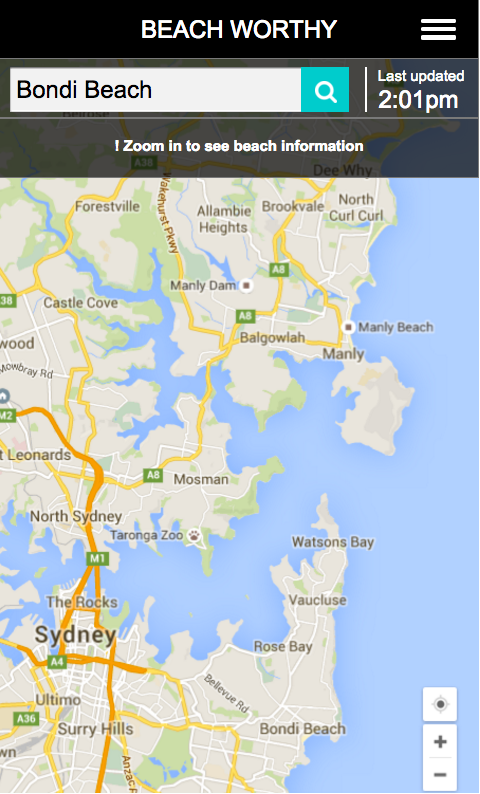 BEACH WORTHY
Bondi Beach
Last updated
2:01pm
Belrose
! Zoom in to see beach information
A38
Dee Why
Wakehurst Pkwy
Forestville
Allambie
Heights
Brookvale
North
Curl Curl
A8
Manly Dam
38
Castle Cove
A8
Manly Beach
wood
Balgowlah
Manly
Mowbray Rd
M2
t Leonards
A8
Mosman
North Sydney
Taronga Zoo
Watsons Bay
M1
The Rocks
Vaucluse
Sydney
Rose Bay
A4
Bellevue Rd
Ultimo
A36
Surry Hills
Bondi Beach
wn
Anzac P
+
−